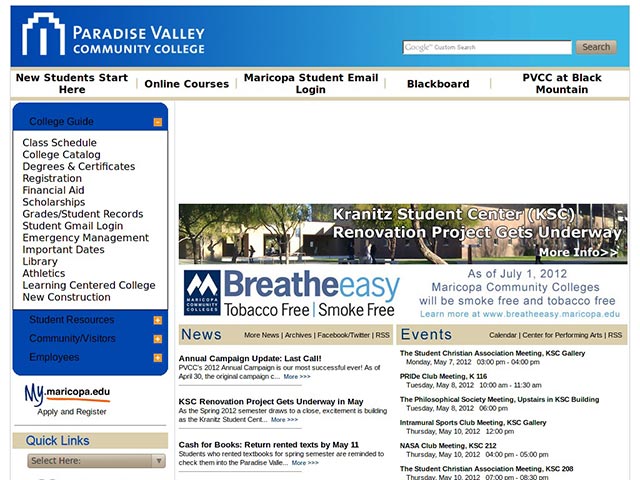 PARADISE VALLEY
COMMUNITY COLLEGE
Google™ Custom Search
Search
New Students Start Here
Online Courses
Maricopa Student Email Login
Blackboard
PVCC at Black Mountain
College Guide
Class Schedule
College Catalog
Degrees & Certificates
Registration
Financial Aid
Scholarships
Grades/Student Records
Student Gmail Login
Emergency Management
Important Dates
Library
Athletics
Learning Centered College
New Construction
Student Resources
Community/Visitors
Employees
My.maricopa.edu
Apply and Register
Quick Links
Select Here:
Kranitz Student Center (KSC)
Renovation Project Gets Underway
More Info>>
MARICOPA
COMMUNITY
COLLEGES
Breatheeasy
Tobacco Free | Smoke Free
As of July 1, 2012
Maricopa Community Colleges
will be smoke free and tobacco free
Learn more at www.breatheeasy.maricopa.edu
News
More News | Archives | Facebook/Twitter | RSS
Annual Campaign Update: Last Call!
PVCC's 2012 Annual Campaign is our most successful ever! As of
April 30, the original campaign c... More >>>
KSC Renovation Project Gets Underway in May
As the Spring 2012 semester draws to a close, excitement is building
as the Kranitz Student Cent... More >>>
Cash for Books: Return rented texts by May 11
Students who rented textbooks for spring semester are reminded to
check them into the Paradise Valle... More >>>
Events
Calendar | Center for Performing Arts | RSS
The Student Christian Association Meeting, KSC Gallery
Monday, May 7, 2012 03:00 pm - 04:00 pm
PRIDe Club Meeting, K 116
Tuesday, May 8, 2012 10:00 am - 11:30 am
The Philosophical Society Meeting, Upstairs in KSC Building
Tuesday, May 8, 2012 06:00 pm
Intramural Sports Club Meeting, KSC Gallery
Thursday, May 10, 2012 12:00 pm
NASA Club Meeting, KSC 212
Thursday, May 10, 2012 04:00 pm - 05:00 pm
The Student Christian Association Meeting, KSC 208
Thursday, May 10, 2012 07:00 pm - 08:30 pm